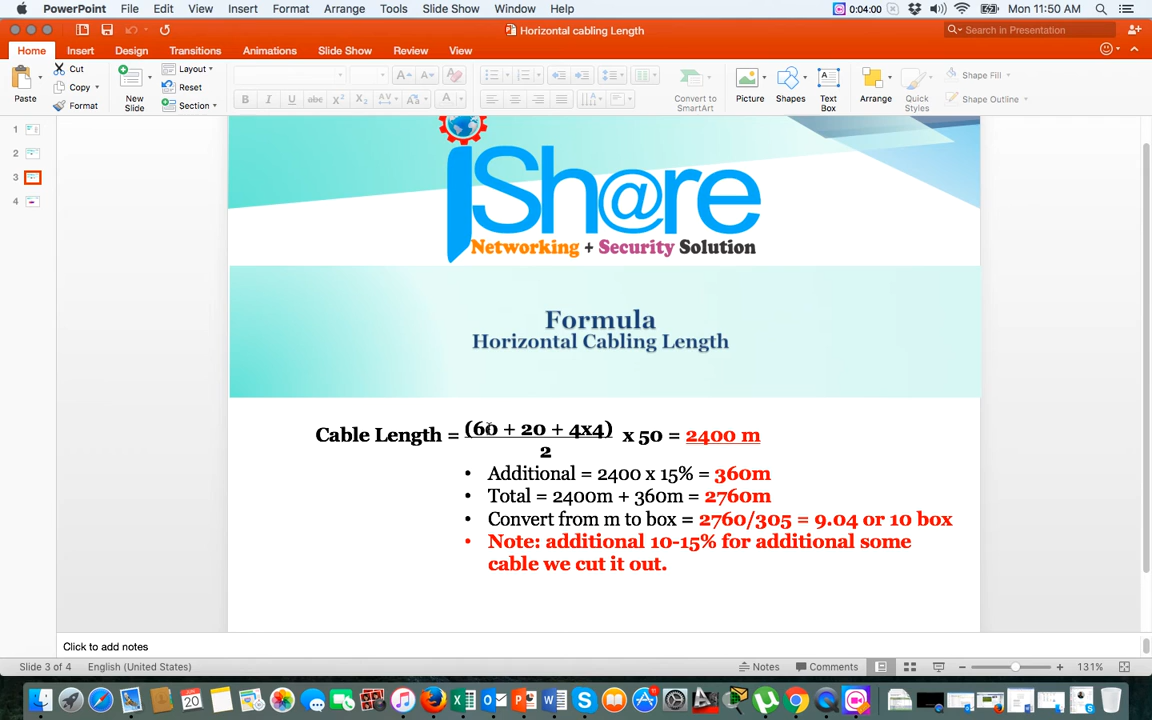 PowerPoint File Edit View Insert Format Arrange Tools Slide Show Window Help 0:04:00 Mon 11:50 AM
Horizontal cabling Length Search in Presentation
Home Insert Design Transitions Animations Slide Show Review View
Paste Cut Copy Format New Slide Layout Reset Section Convert to SmartArt Picture Shapes Text Box Arrange Quick Styles Shape Fill Shape Outline
1
2
3
4
jSh@re
Networking + Security Solution
Formula
Horizontal Cabling Length
Cable Length = (60 + 20 + 4x4) x 50 = 2400 m
2
• Additional = 2400 x 15% = 360m
• Total = 2400m + 360m = 2760m
• Convert from m to box = 2760/305 = 9.04 or 10 box
• Note: additional 10-15% for additional some
cable we cut it out.
Click to add notes
Slide 3 of 4 English (United States) Notes Comments 131%